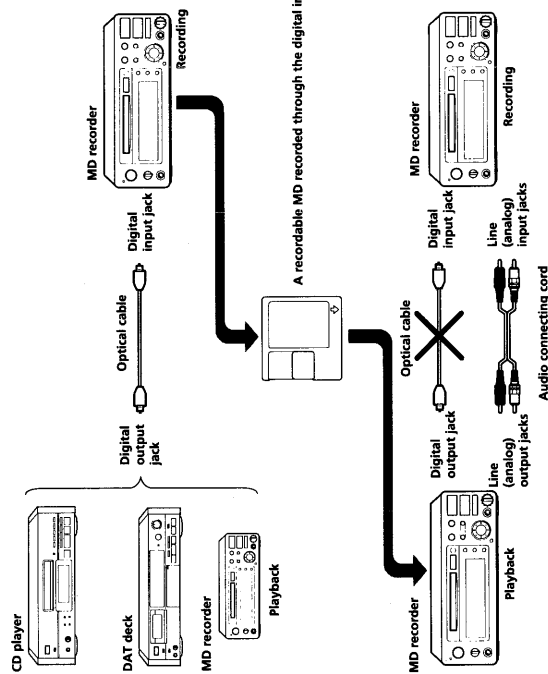 CD player
DAT deck
MD recorder
Playback
Digital
output
jack
Optical cable
Digital
input jack
MD recorder
Recording
A recordable MD recorded through the digital
MD recorder
Playback
Digital
output jack
Optical cable
Digital
input jack
Line
(analog)
output jacks
Line
(analog)
input jacks
Audio connecting cord
MD recorder
Recording